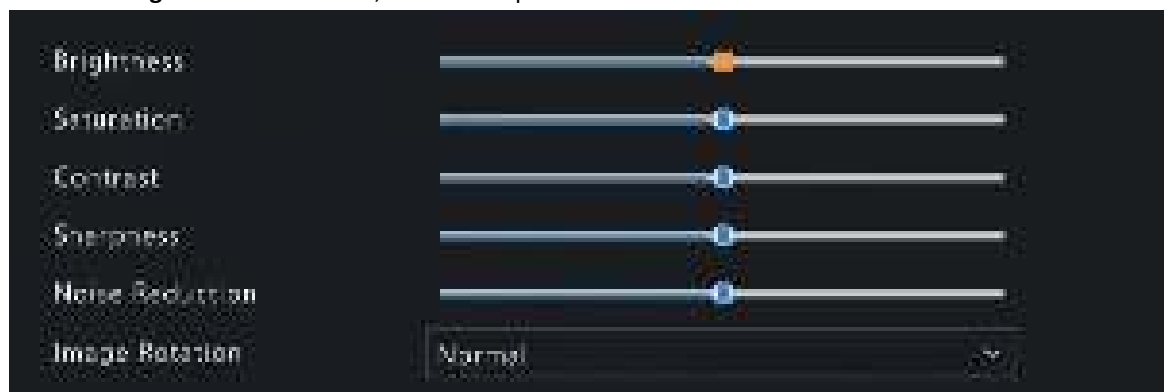 Brightness
Saturation
Contrast
Sharpness
Noise Reduction
Image Rotation
Normal